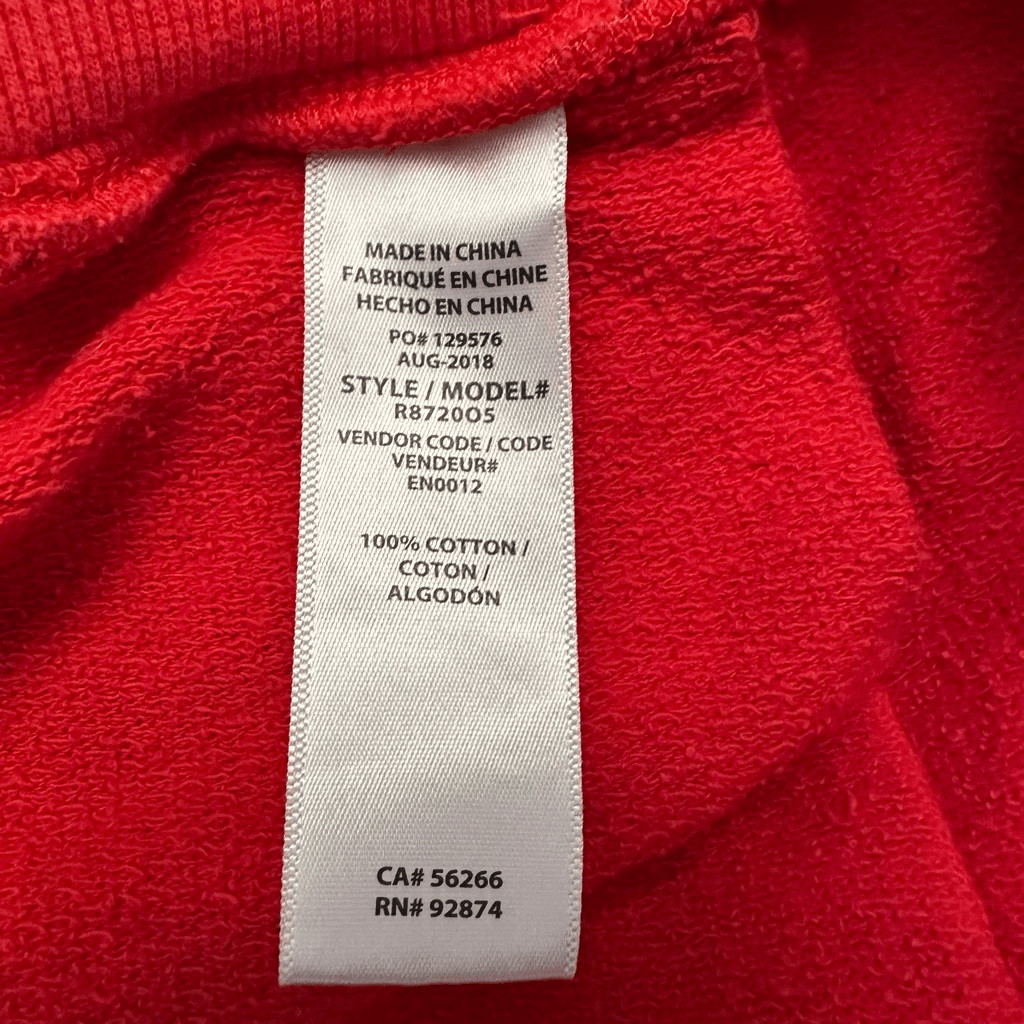 MADE IN CHINA
FABRIQUÉ EN CHINE
HECHO EN CHINA
PO# 129576
AUG-2018
STYLE / MODEL#
R8720O5
VENDOR CODE / CODE
VENDEUR#
EN0012
100% COTTON /
COTON /
ALGODÓN
CA# 56266
RN# 92874